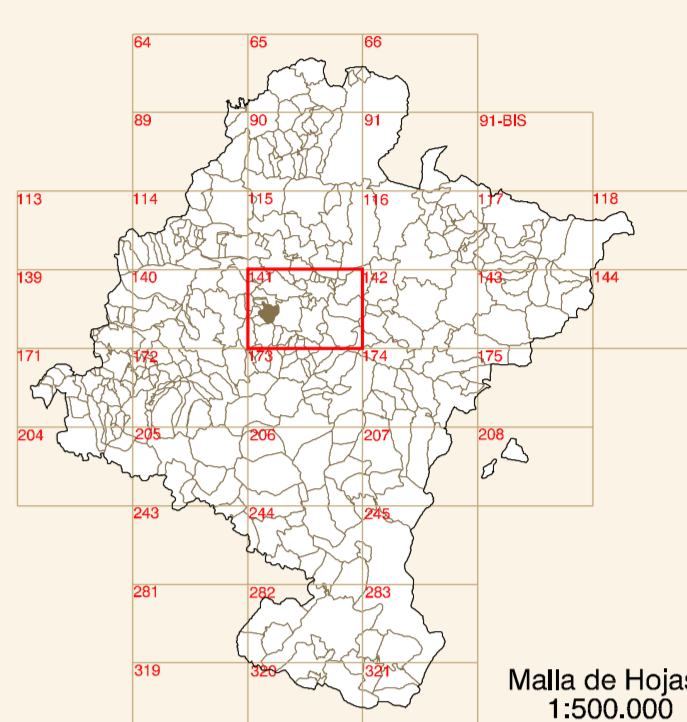 64 65 66
89 90 91 91-BIS
113 114 115 116 117 118
139 140 141 142 143 144
171 172 173 174 175
204 205 206 207 208
243 244 245
281 282 283
319 320 321
Malla de Hojas
1:500.000